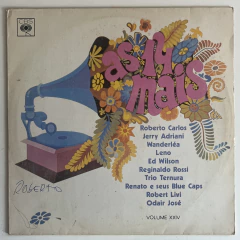 CBS
as 14
mais
Roberto Carlos
Jerry Adriani
Wanderléa
Leno
Ed Wilson
Reginaldo Rossi
Trio Ternura
Renato e seus Blue Caps
Robert Livi
Odair José
ROBERTO
VOLUME XXIV